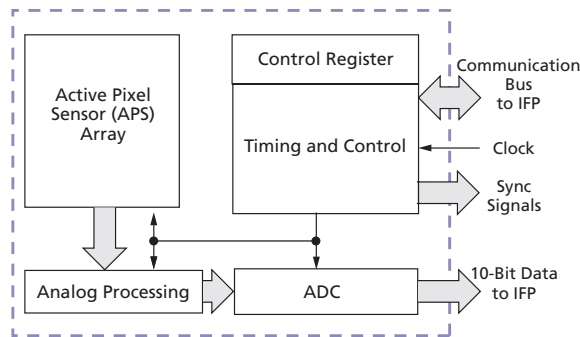 Active Pixel
Sensor (APS)
Array
Control Register
Timing and Control
Communication
Bus
to IFP
Clock
Sync
Signals
Analog Processing
ADC
10-Bit Data
to IFP